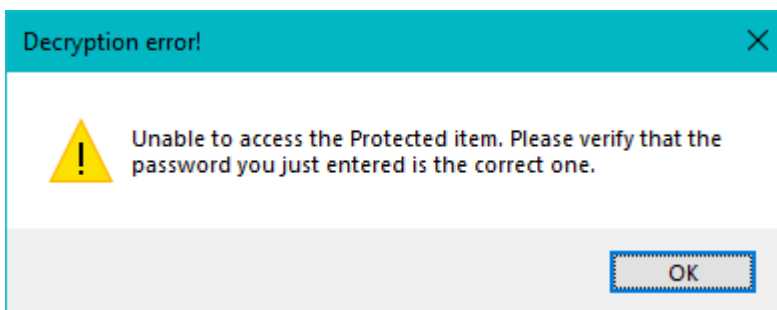 Decryption error!
Unable to access the Protected item. Please verify that the
password you just entered is the correct one.
OK